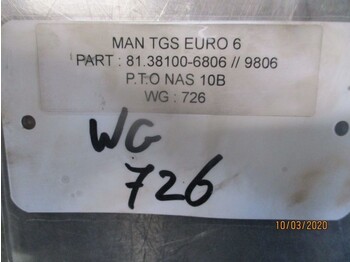 MAN TGS EURO 6
PART : 81.38100-6806 // 9806
P.T.O NAS 10B
WG : 726
WG
726
10/03/2020